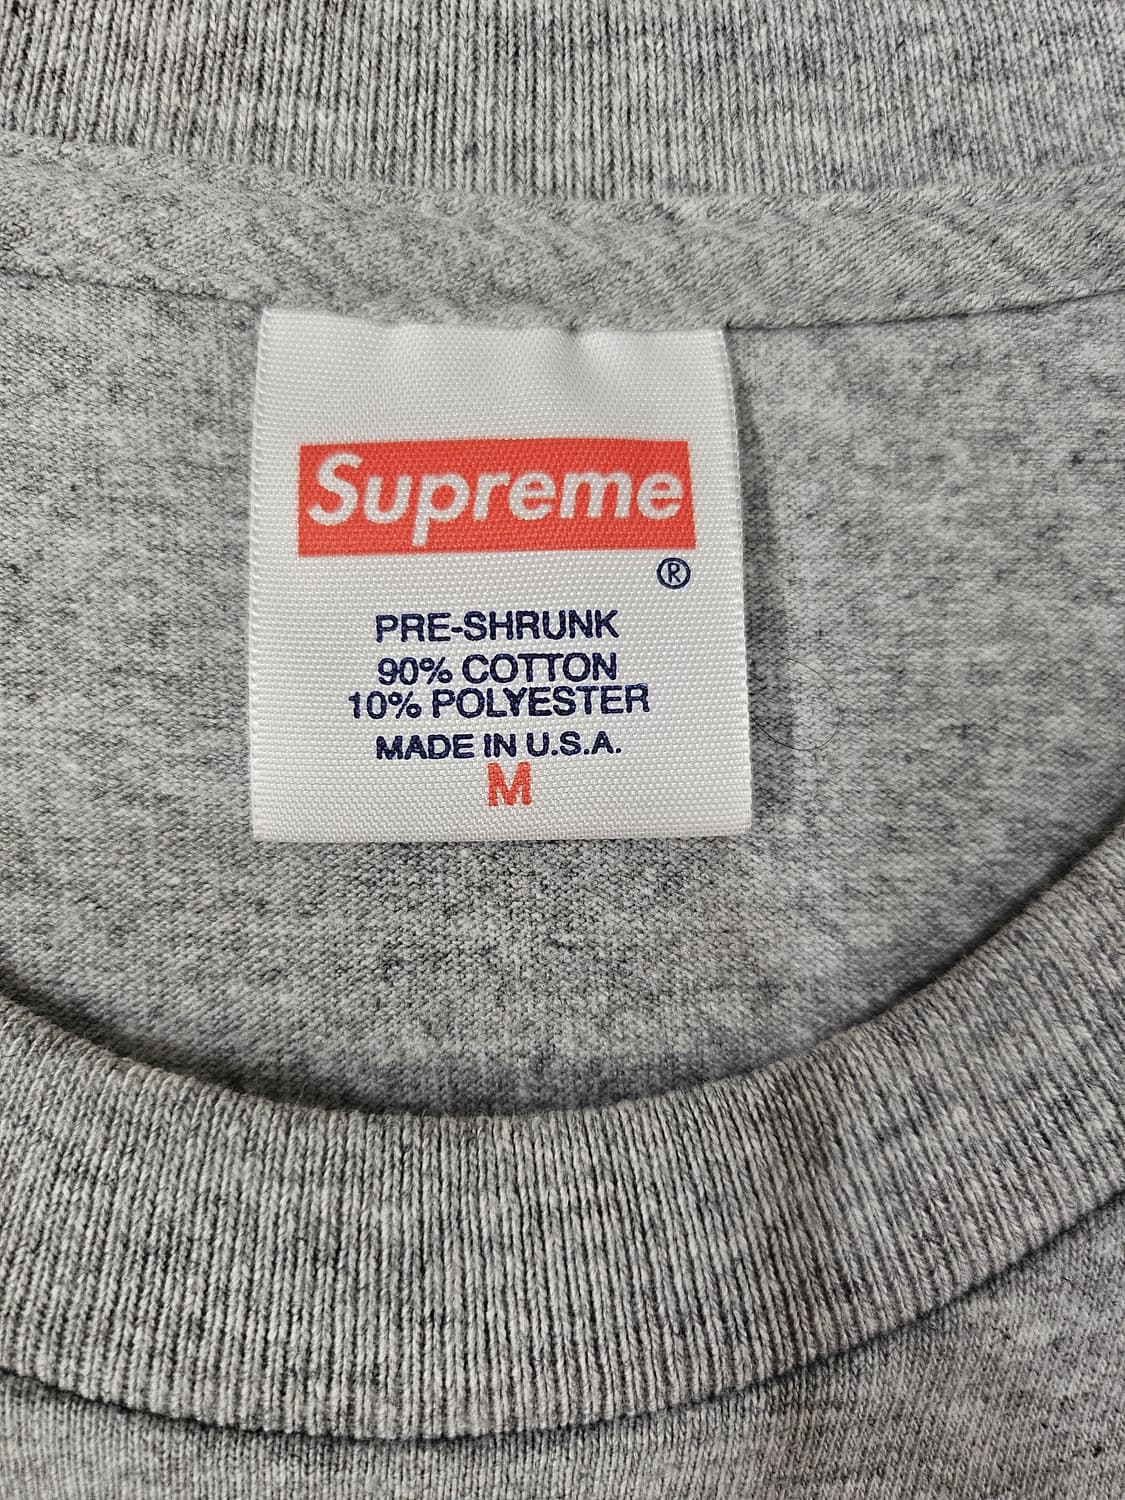 Supreme
®
PRE-SHRUNK
90% COTTON
10% POLYESTER
MADE IN U.S.A.
M